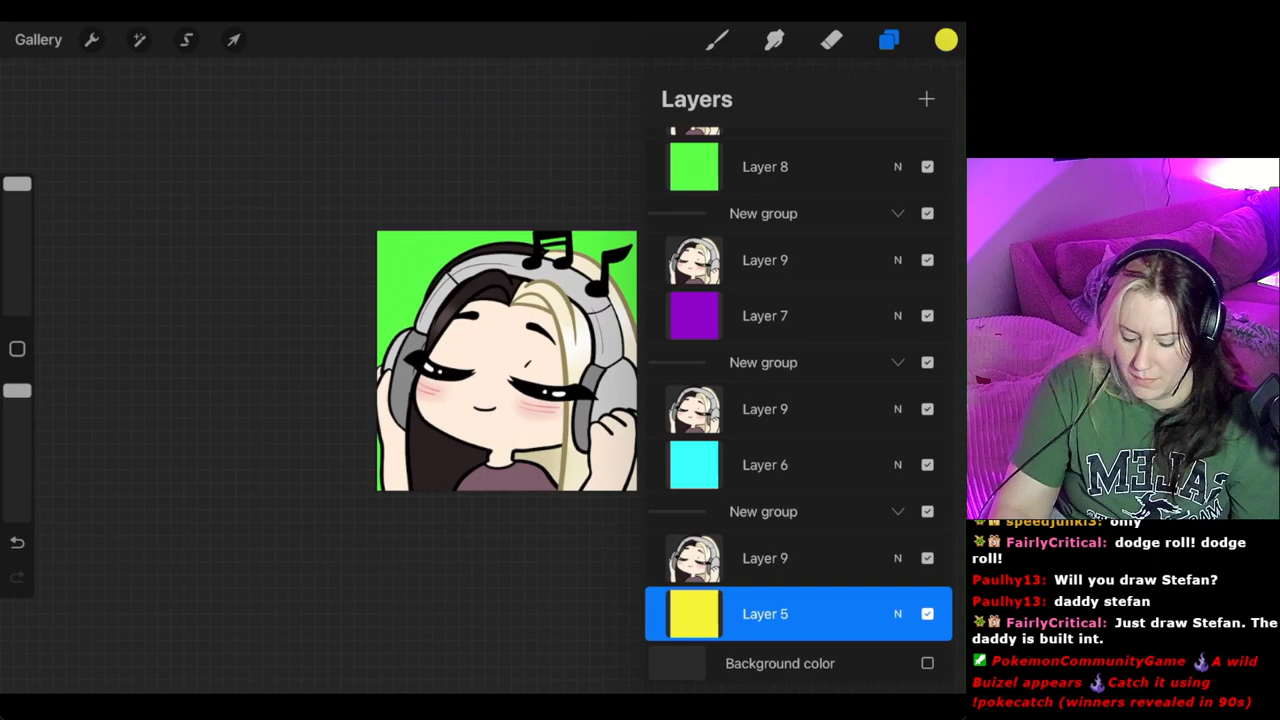 Gallery
Layers
Layer 8 N
New group
Layer 9 N
Layer 7 N
New group
Layer 9 N
Layer 6 N
New group
Layer 9 N
Layer 5 N
Background color
SALEM
speedjunki3: only
FairlyCritical: dodge roll! dodge
roll!
Paulhy13: Will you draw Stefan?
Paulhy13: daddy stefan
FairlyCritical: Just draw Stefan. The
daddy is built int.
PokemonCommunityGame A wild
Buizel appears Catch it using
!pokecatch (winners revealed in 90s)